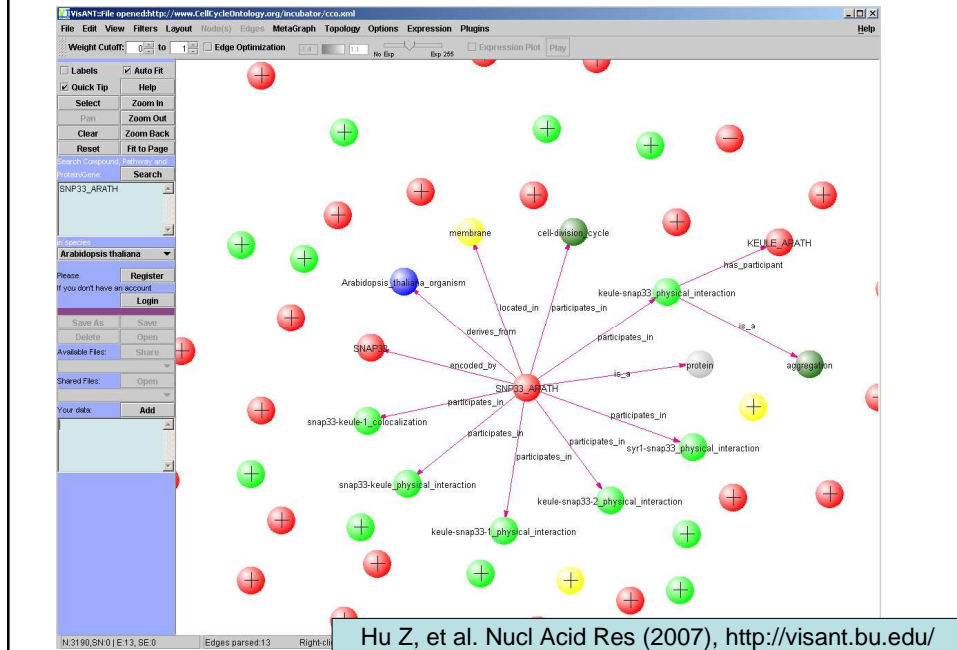 VisANT::File opened:http://www.CellCycleOntology.org/incubator/cco.xml
File Edit View Filters Layout Node(s) Edges MetaGraph Topology Options Expression Plugins Help
Weight Cutoff: 0 to 1 Edge Optimization -1.4 1.1 No Exp Exp 255 Expression Plot Play
Labels Auto Fit
Quick Tip Help
Select Zoom In
Pan Zoom Out
Clear Zoom Back
Reset Fit to Page
Search Compound, Pathway and
Protein/Gene: Search
SNP33_ARATH
in species
Arabidopsis thaliana
Please Register
If you don't have an account
Login
Save As Save
Delete Open
Available Files: Share
Shared Files: Open
Your data: Add
membrane
cell-division_cycle
KEULE_ARATH
has_participant
Arabidopsis_thaliana_organism
keule-snap33_physical_interaction
located_in
participates_in
derives_from
is_a
participates_in
SNAP33
encoded_by
is_a
protein
aggregation
SNP33_ARATH
participates_in
snap33-keule-1_colocalization
participates_in
participates_in
participates_in
syr1-snap33_physical_interaction
participates_in
snap33-keule_physical_interaction
keule-snap33-2_physical_interaction
keule-snap33-1_physical_interaction
N:3190,SN:0 | E:13, SE:0 Edges parsed:13 Right-cli
Hu Z, et al. Nucl Acid Res (2007), http://visant.bu.edu/